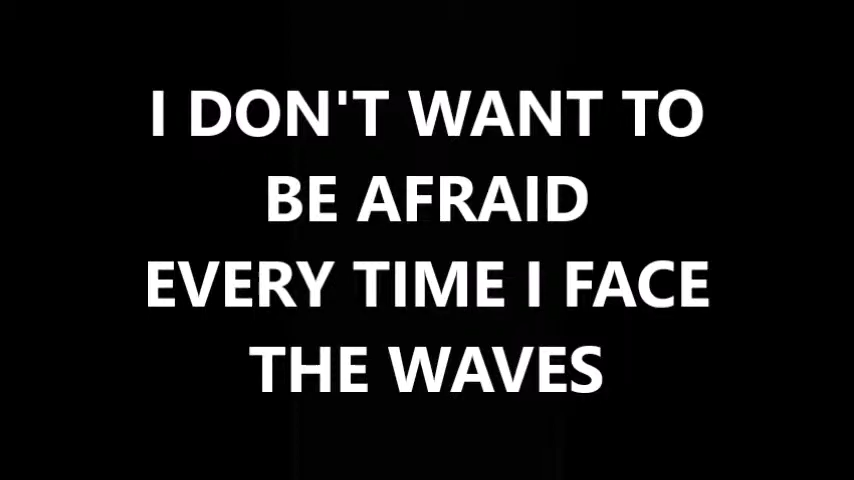 I DON'T WANT TO
BE AFRAID
EVERY TIME I FACE
THE WAVES